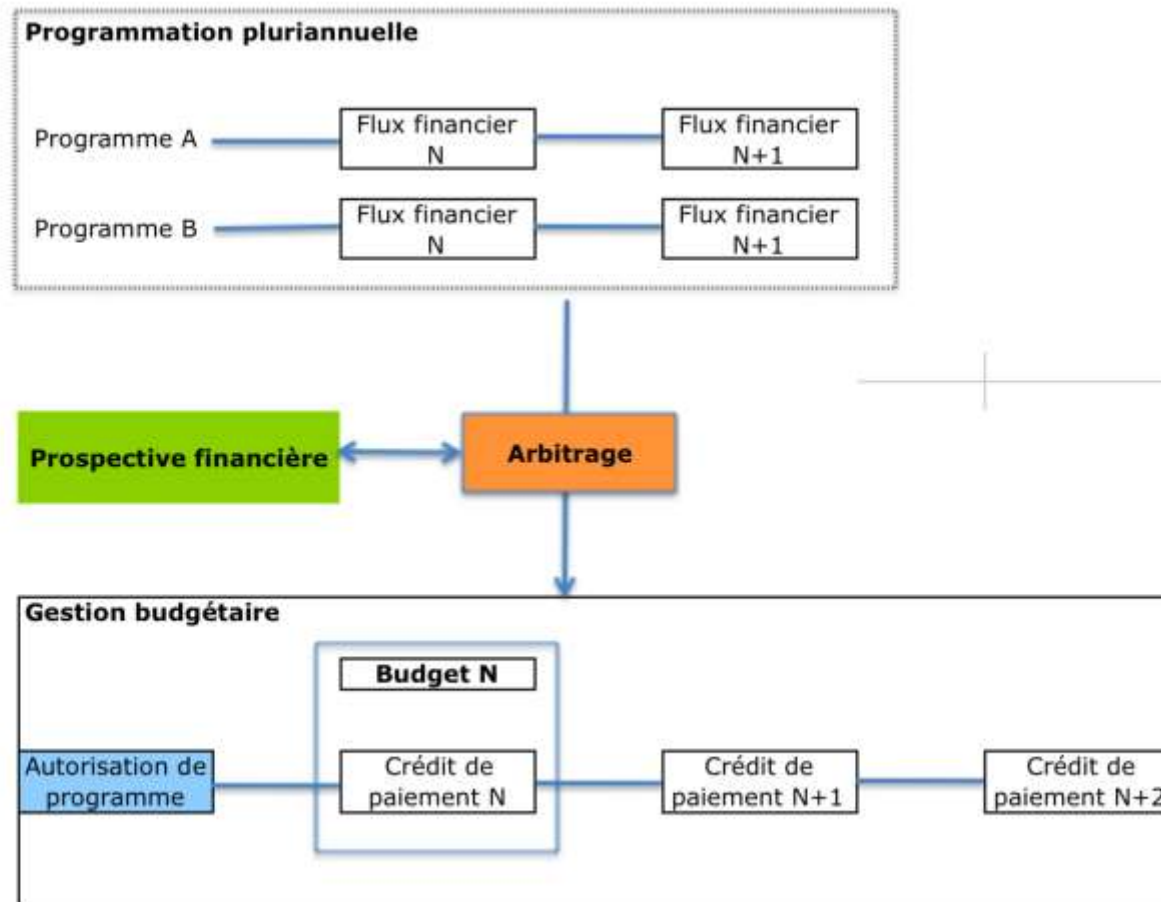 Programmation pluriannuelle
Programme A
Flux financier
N
Flux financier
N+1
Programme B
Flux financier
N
Flux financier
N+1
Prospective financière
Arbitrage
Gestion budgétaire
Budget N
Autorisation de
programme
Crédit de
paiement N
Crédit de
paiement N+1
Crédit de
paiement N+2